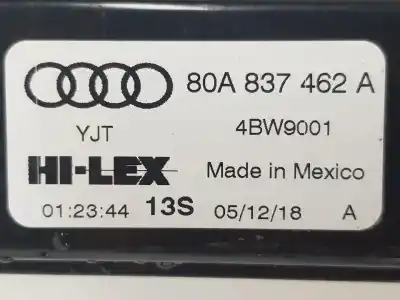 80A 837 462 A
YJT 4BW9001
HI-LEX Made in Mexico
01:23:44 13S 05/12/18 A